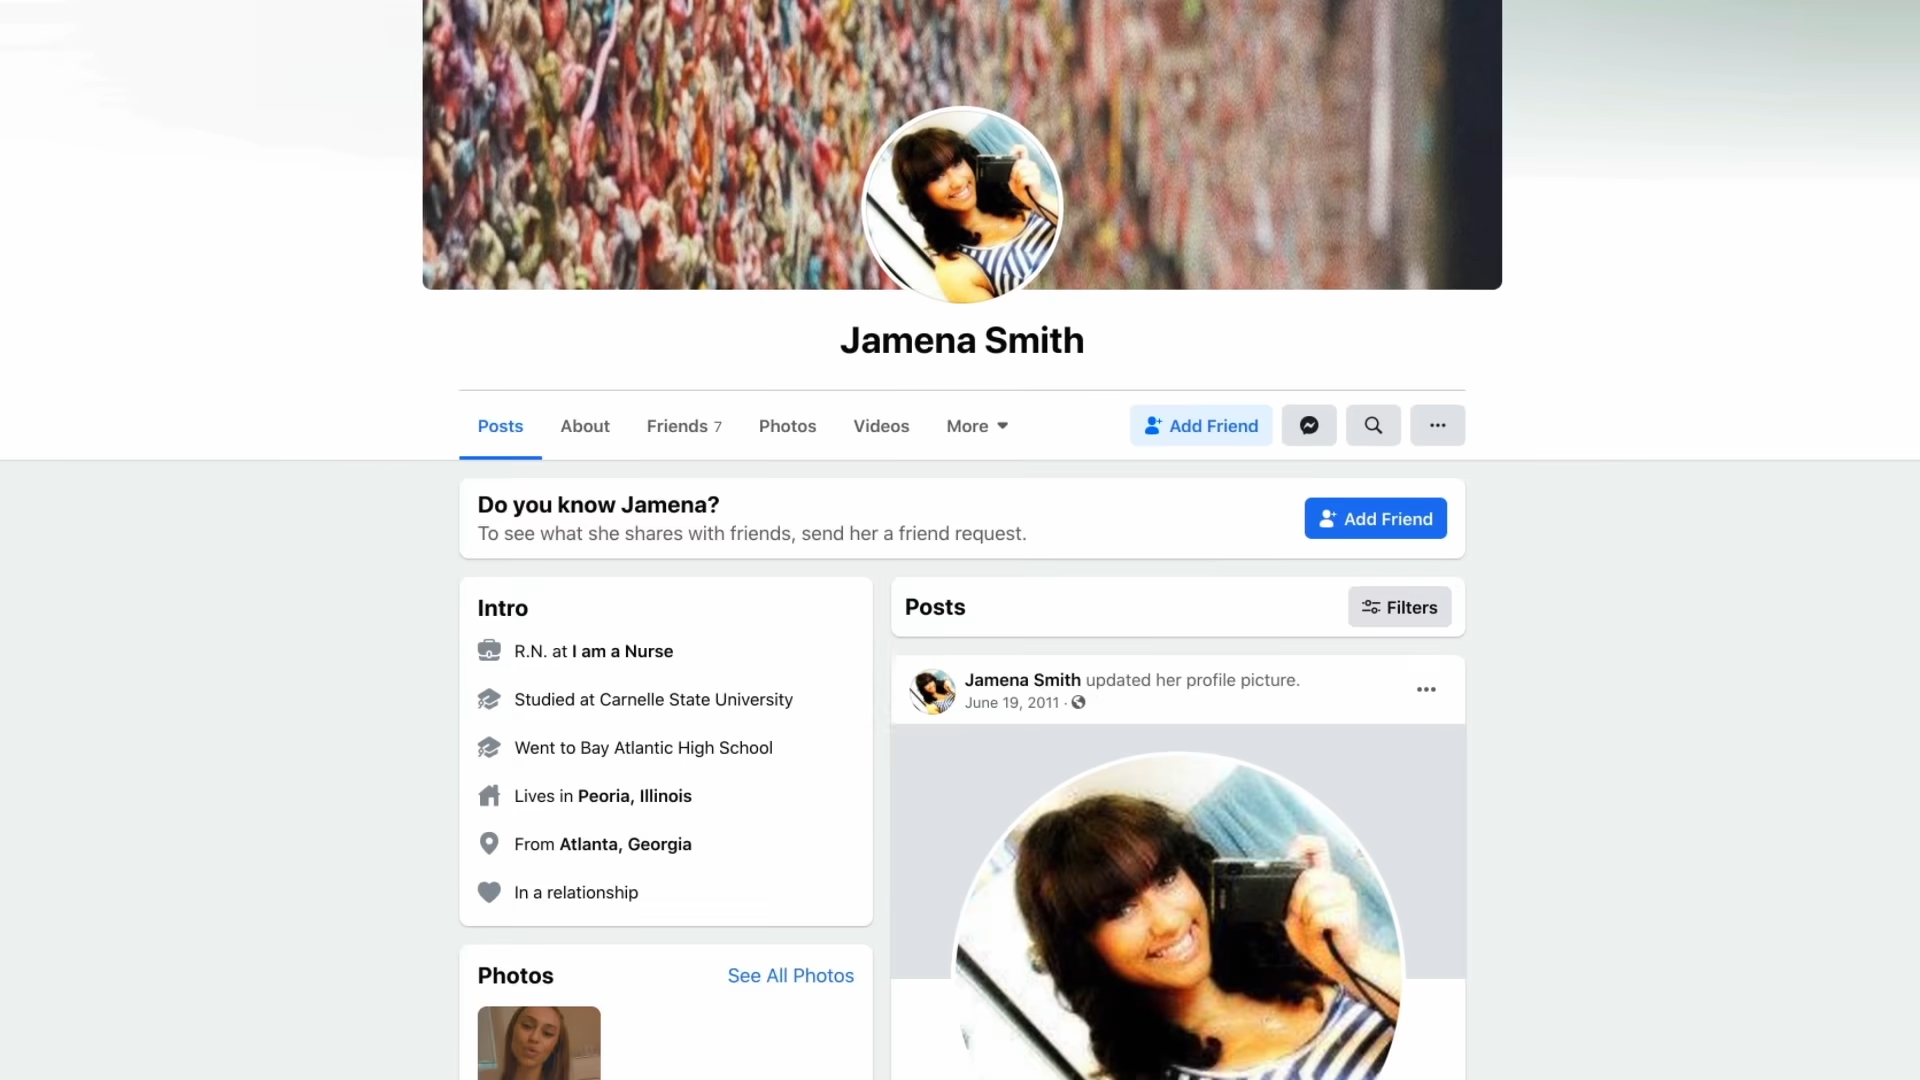 Jamena Smith
Posts
About
Friends 7
Photos
Videos
More
Add Friend
Do you know Jamena?
To see what she shares with friends, send her a friend request.
Add Friend
Intro
R.N. at I am a Nurse
Studied at Carnelle State University
Went to Bay Atlantic High School
Lives in Peoria, Illinois
From Atlanta, Georgia
In a relationship
Photos
See All Photos
Posts
Filters
Jamena Smith updated her profile picture.
June 19, 2011 ·